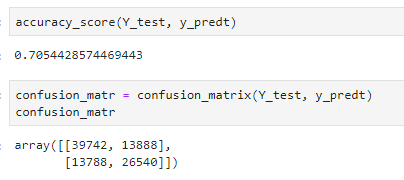 accuracy_score(Y_test, y_predt)
0.7054428574469443
confusion_matr = confusion_matrix(Y_test, y_predt)
confusion_matr
array([[39742, 13888],
[13788, 26540]])